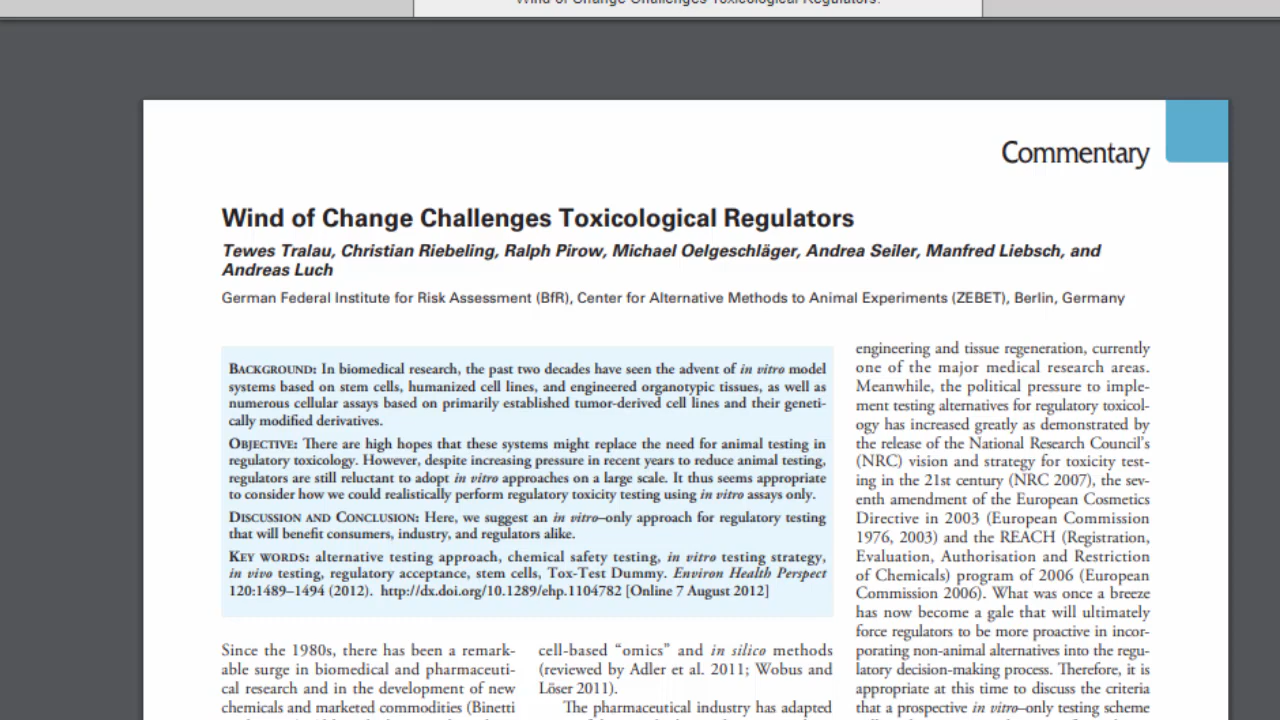 Wind of Change Challenges Toxicological Regulators.
Commentary
Wind of Change Challenges Toxicological Regulators
Tewes Tralau, Christian Riebeling, Ralph Pirow, Michael Oelgeschläger, Andrea Seiler, Manfred Liebsch, and
Andreas Luch
German Federal Institute for Risk Assessment (BfR), Center for Alternative Methods to Animal Experiments (ZEBET), Berlin, Germany
BACKGROUND: In biomedical research, the past two decades have seen the advent of in vitro model
systems based on stem cells, humanized cell lines, and engineered organotypic tissues, as well as
numerous cellular assays based on primarily established tumor-derived cell lines and their geneti-
cally modified derivatives.
OBJECTIVE: There are high hopes that these systems might replace the need for animal testing in
regulatory toxicology. However, despite increasing pressure in recent years to reduce animal testing,
regulators are still reluctant to adopt in vitro approaches on a large scale. It thus seems appropriate
to consider how we could realistically perform regulatory toxicity testing using in vitro assays only.
DISCUSSION AND CONCLUSION: Here, we suggest an in vitro–only approach for regulatory testing
that will benefit consumers, industry, and regulators alike.
KEY WORDS: alternative testing approach, chemical safety testing, in vitro testing strategy,
in vivo testing, regulatory acceptance, stem cells, Tox-Test Dummy. Environ Health Perspect
120:1489–1494 (2012). http://dx.doi.org/10.1289/ehp.1104782 [Online 7 August 2012]
Since the 1980s, there has been a remark-
able surge in biomedical and pharmaceuti-
cal research and in the development of new
chemicals and marketed commodities (Binetti
cell-based “omics” and in silico methods
(reviewed by Adler et al. 2011; Wobus and
Löser 2011).
The pharmaceutical industry has adapted
engineering and tissue regeneration, currently
one of the major medical research areas.
Meanwhile, the political pressure to imple-
ment testing alternatives for regulatory toxicol-
ogy has increased greatly as demonstrated by
the release of the National Research Council’s
(NRC) vision and strategy for toxicity test-
ing in the 21st century (NRC 2007), the sev-
enth amendment of the European Cosmetics
Directive in 2003 (European Commission
1976, 2003) and the REACH (Registration,
Evaluation, Authorisation and Restriction
of Chemicals) program of 2006 (European
Commission 2006). What was once a breeze
has now become a gale that will ultimately
force regulators to be more proactive in incor-
porating non-animal alternatives into the regu-
latory decision-making process. Therefore, it is
appropriate at this time to discuss the criteria
that a prospective in vitro–only testing scheme